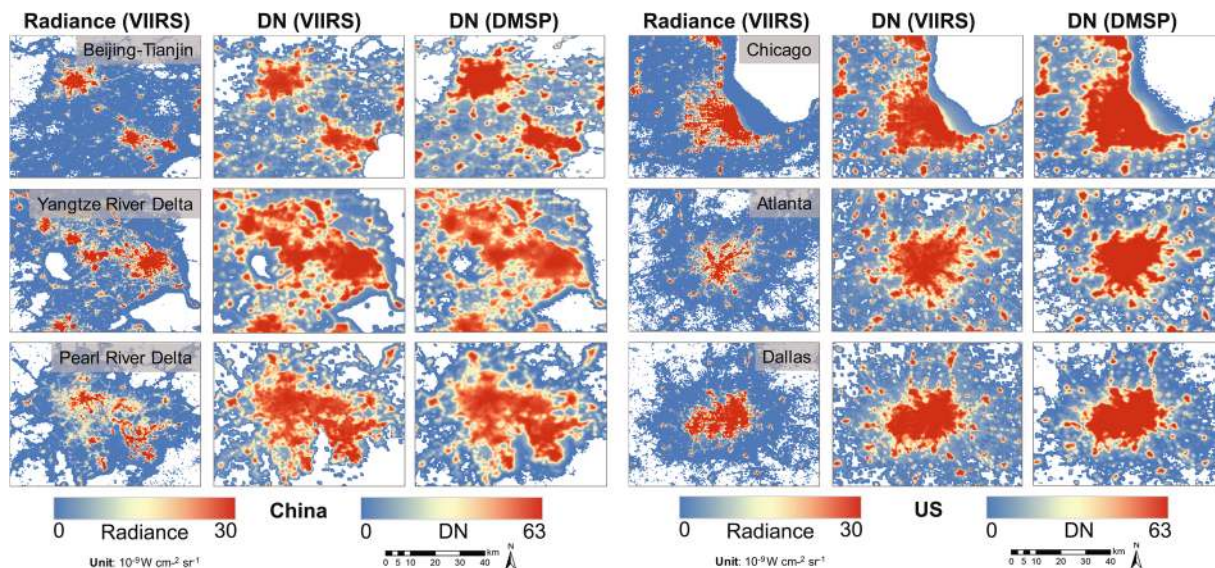 Radiance (VIIRS) DN (VIIRS) DN (DMSP) Radiance (VIIRS) DN (VIIRS) DN (DMSP)
Beijing-Tianjin Chicago
Yangtze River Delta Atlanta
Pearl River Delta Dallas
0 Radiance 30 China 0 DN 63 0 Radiance 30 US 0 DN 63
Unit: 10⁻⁹W cm-² sr⁻¹ 0 5 10 20 30 40 km N Unit: 10⁻⁹W cm-² sr⁻¹ 0 5 10 20 30 40 km N